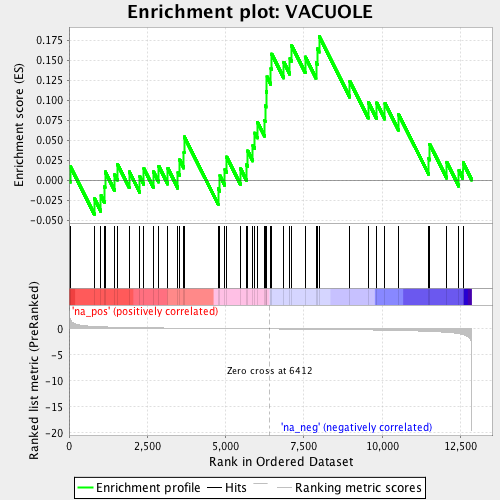 Enrichment plot: VACUOLE
Enrichment score (ES)
0.175
0.150
0.125
0.100
0.075
0.050
0.025
0.000
-0.025
-0.050
'na_pos' (positively correlated)
Ranked list metric (PreRanked)
0
-5
-10
-15
-20
Zero cross at 6412
'na_neg' (negatively correlated)
0
2,500
5,000
7,500
10,000
12,500
Rank in Ordered Dataset
Enrichment profile
Hits
Ranking metric scores